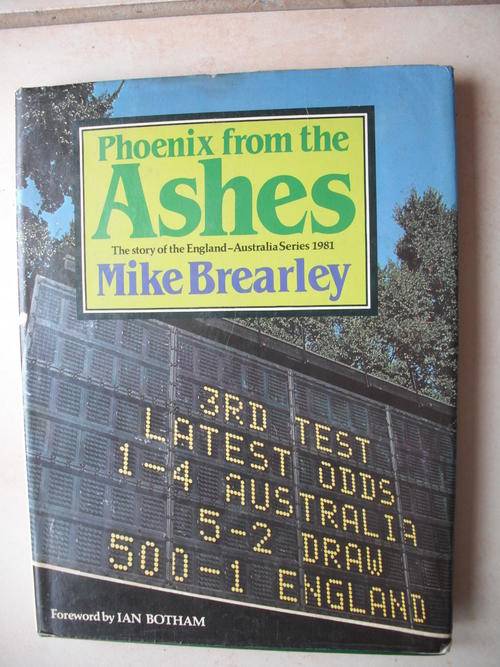 Phoenix from the
Ashes
The story of the England–Australia Series 1981
Mike Brearley
3RD TEST
LATEST ODDS
1–4 AUSTRALIA
5–2 DRAW
500–1 ENGLAND
Foreword by IAN BOTHAM